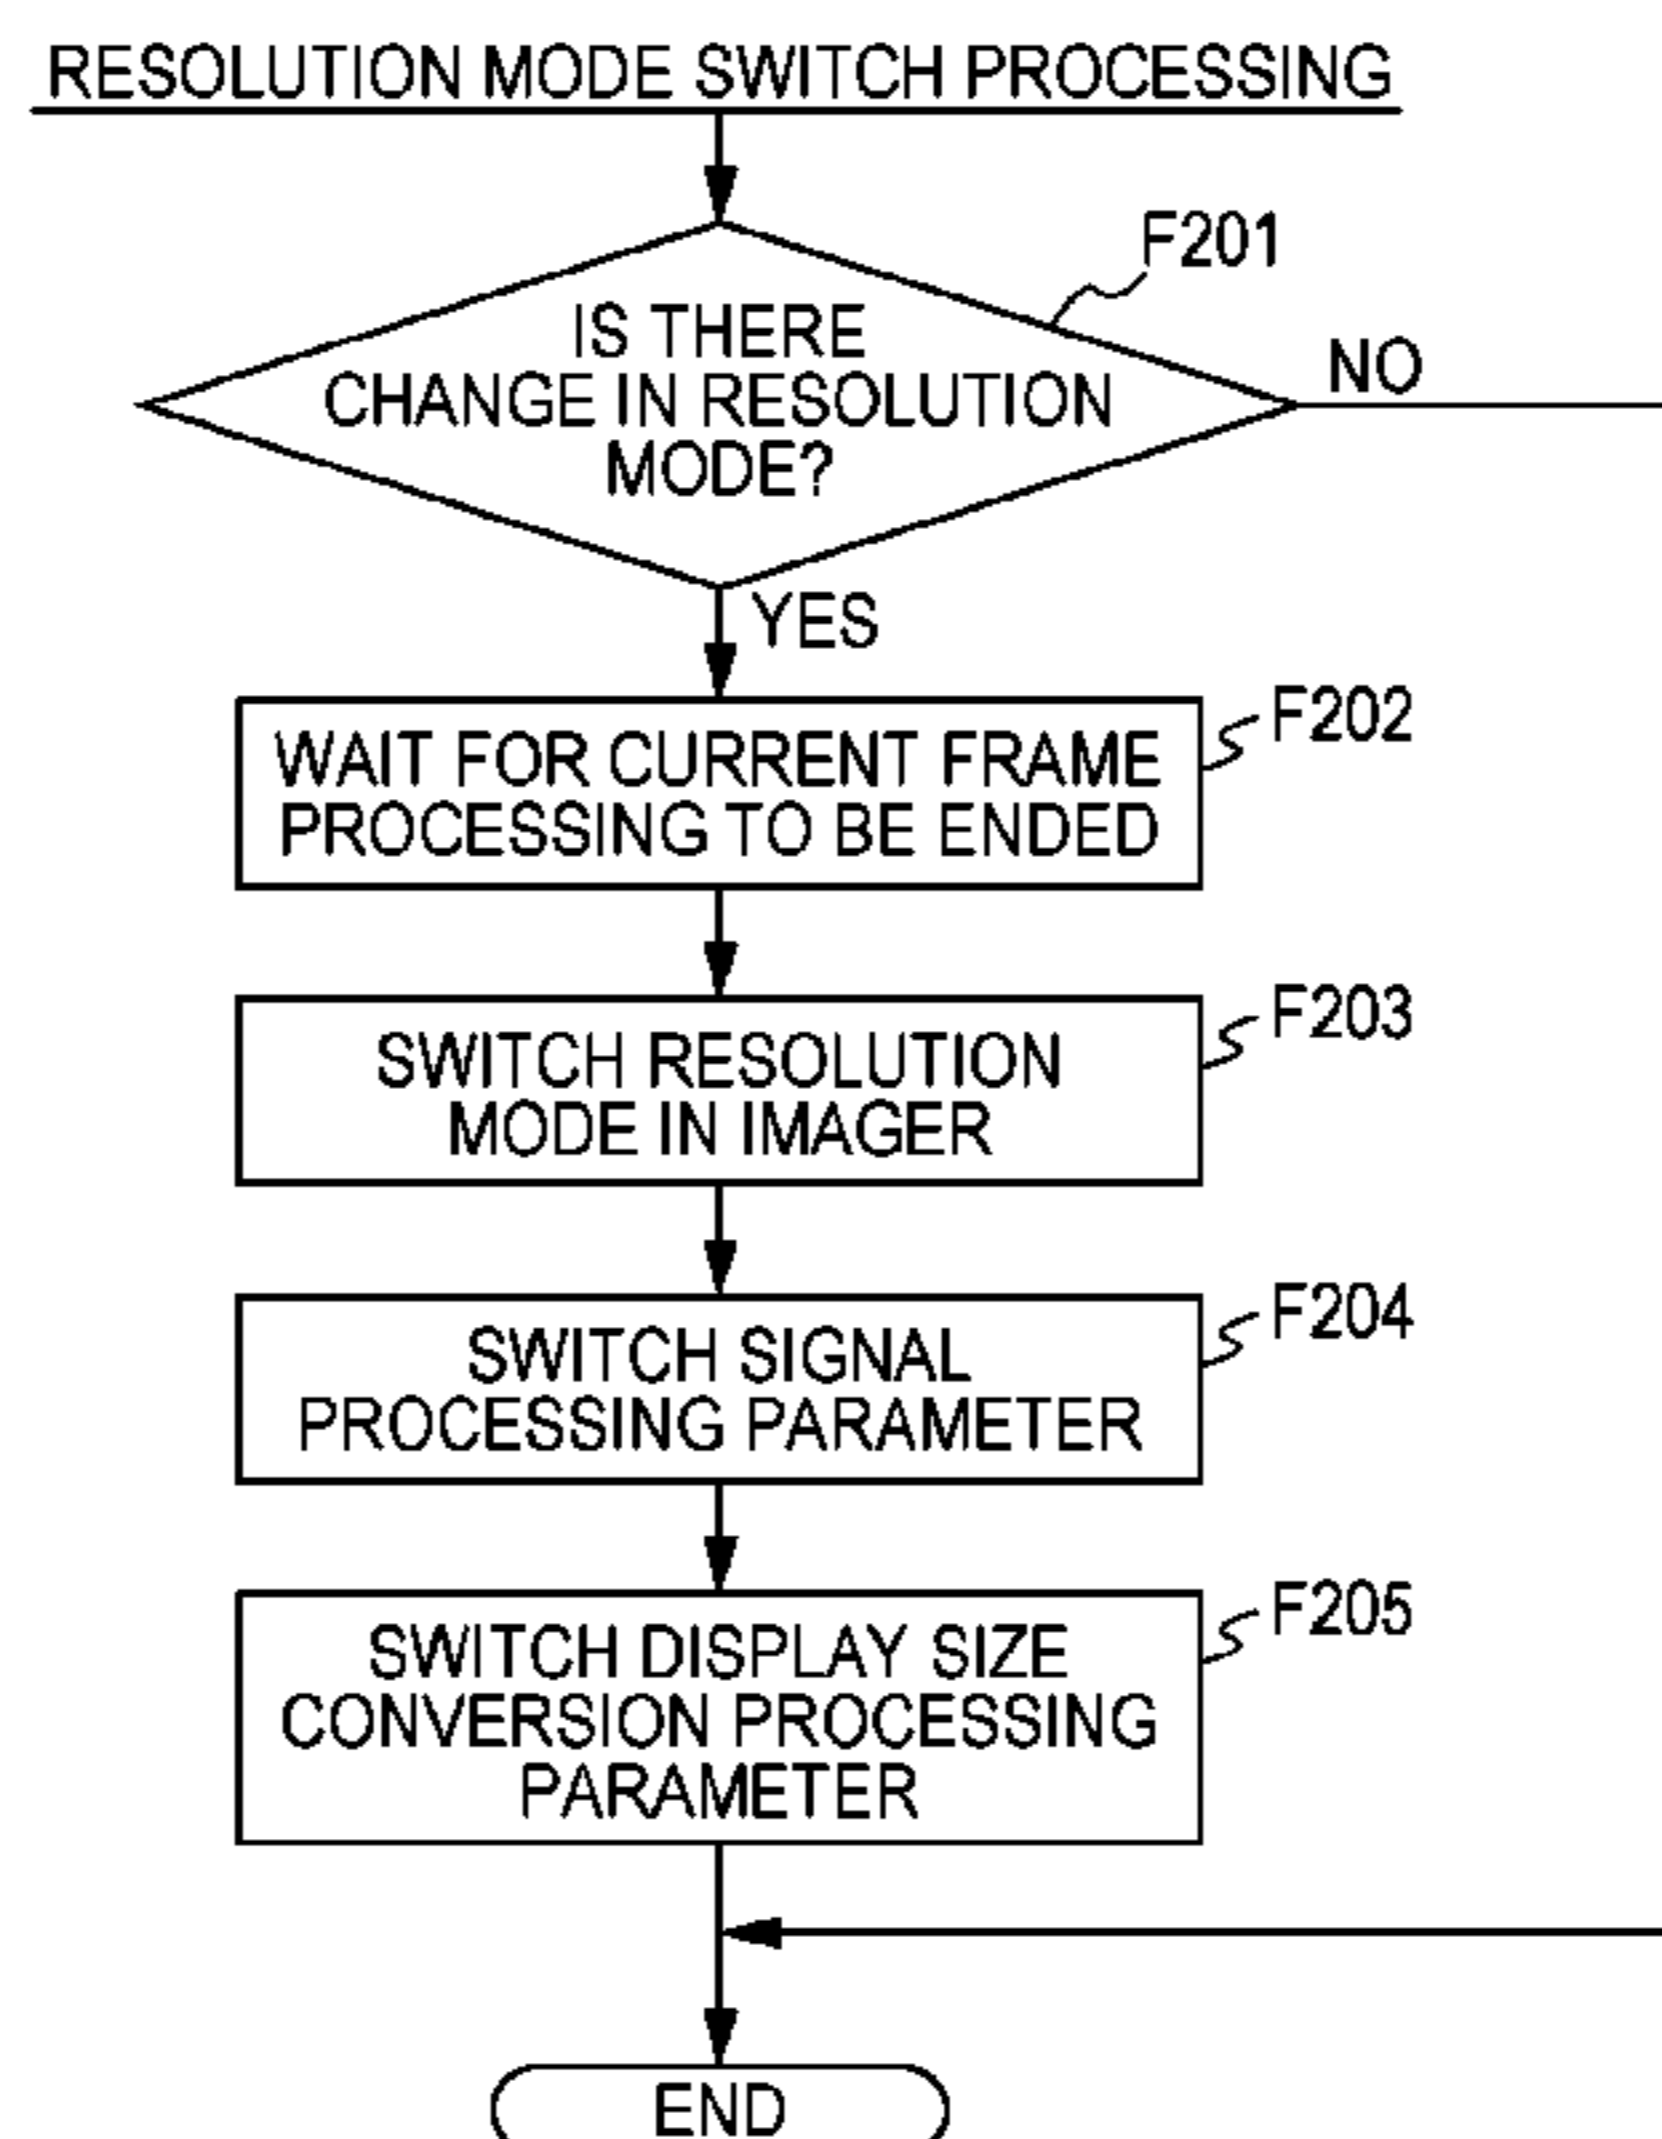 RESOLUTION MODE SWITCH PROCESSING
F201
IS THERE
CHANGE IN RESOLUTION
MODE?
NO
YES
F202
WAIT FOR CURRENT FRAME
PROCESSING TO BE ENDED
F203
SWITCH RESOLUTION
MODE IN IMAGER
F204
SWITCH SIGNAL
PROCESSING PARAMETER
F205
SWITCH DISPLAY SIZE
CONVERSION PROCESSING
PARAMETER
END